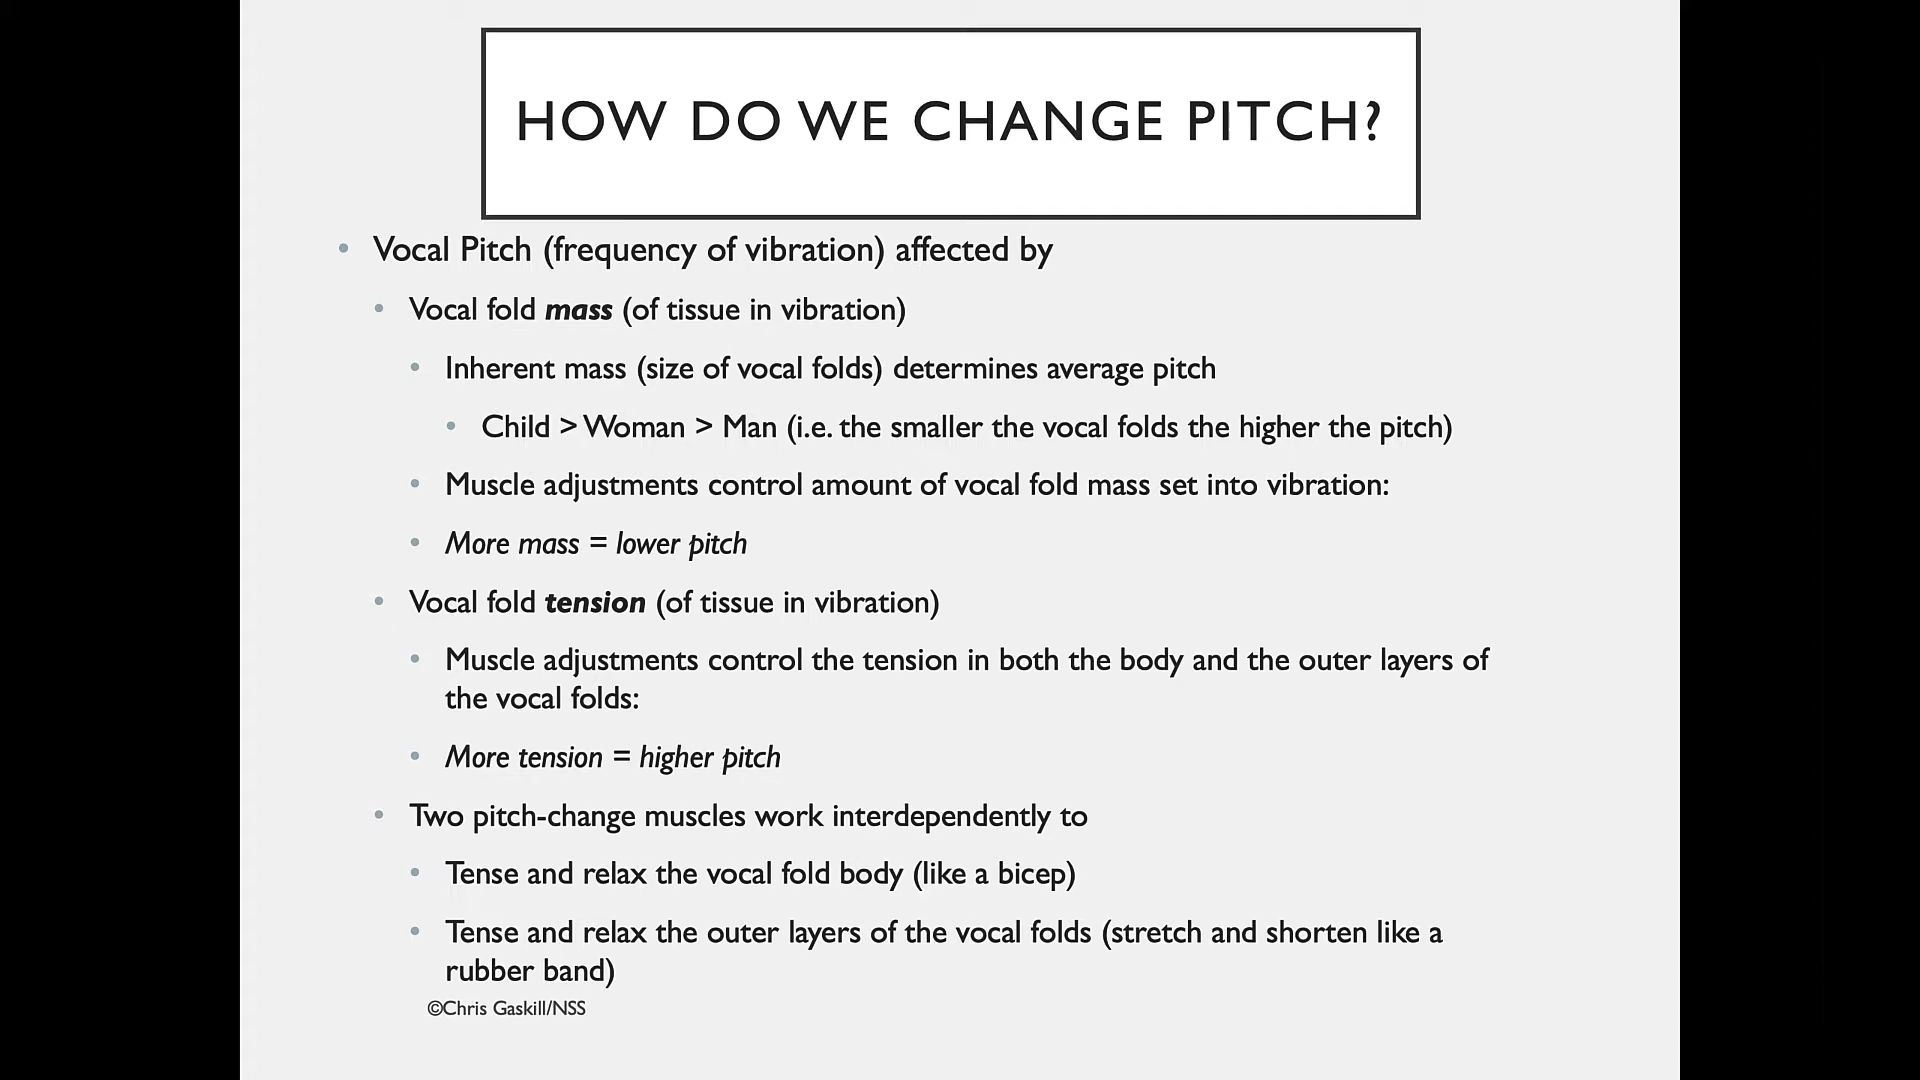 HOW DO WE CHANGE PITCH?
• Vocal Pitch (frequency of vibration) affected by
• Vocal fold mass (of tissue in vibration)
• Inherent mass (size of vocal folds) determines average pitch
• Child > Woman > Man (i.e. the smaller the vocal folds the higher the pitch)
• Muscle adjustments control amount of vocal fold mass set into vibration:
• More mass = lower pitch
• Vocal fold tension (of tissue in vibration)
• Muscle adjustments control the tension in both the body and the outer layers of
the vocal folds:
• More tension = higher pitch
• Two pitch-change muscles work interdependently to
• Tense and relax the vocal fold body (like a bicep)
• Tense and relax the outer layers of the vocal folds (stretch and shorten like a
rubber band)
©Chris Gaskill/NSS